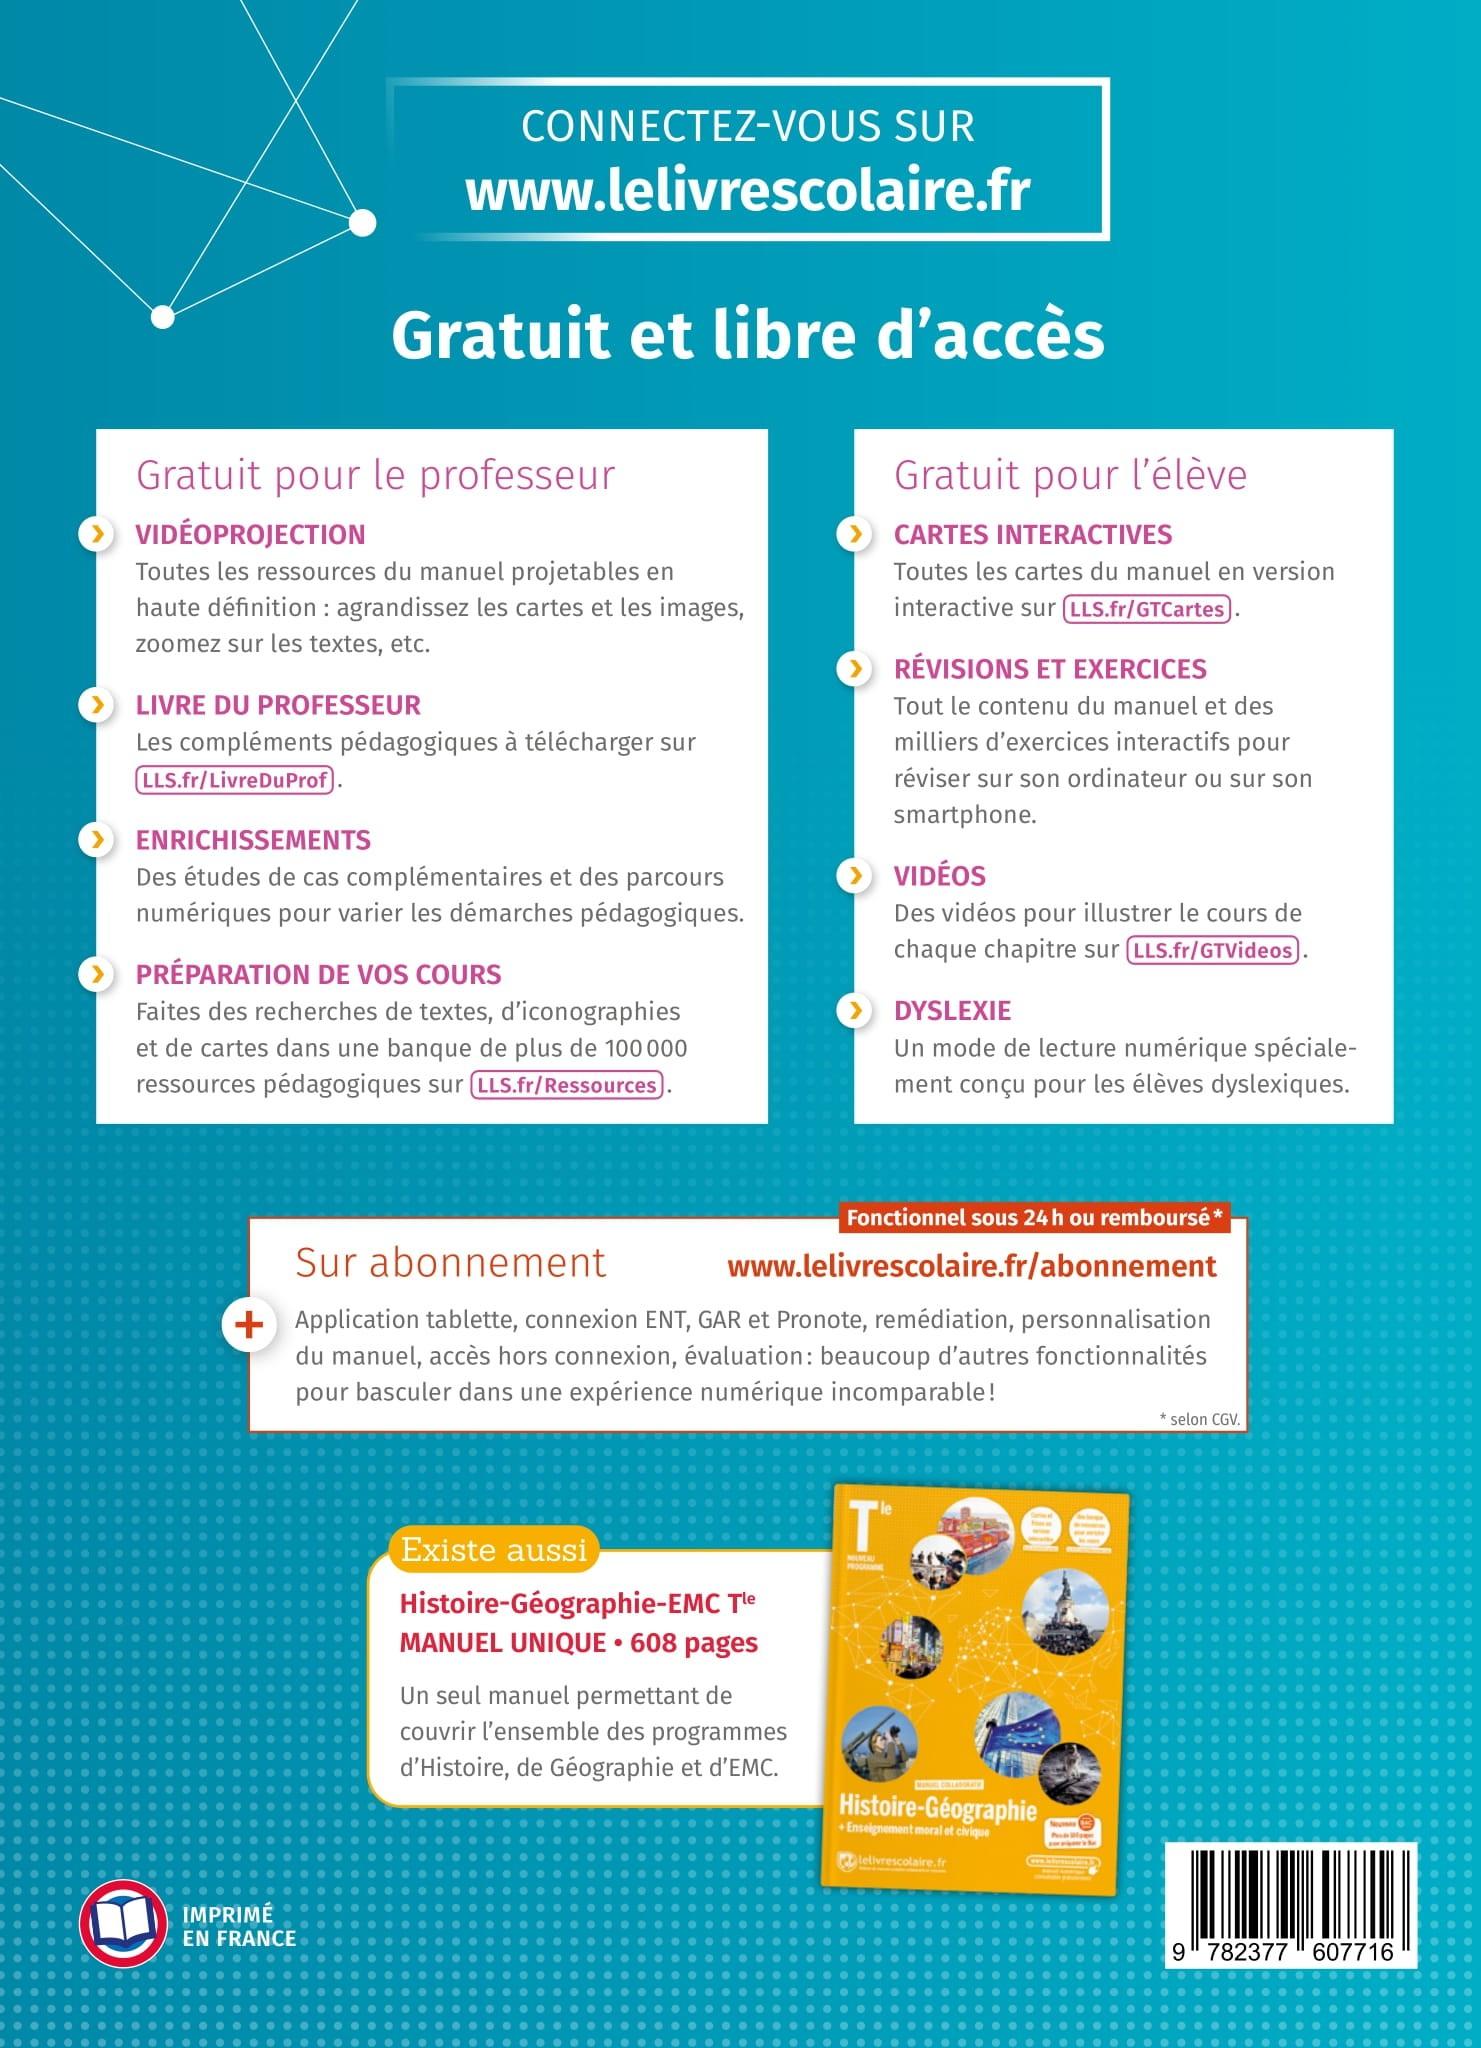 CONNECTEZ-VOUS SUR
www.lelivrescolaire.fr
Gratuit et libre d’accès
Gratuit pour le professeur
VIDÉOPROJECTION
Toutes les ressources du manuel projetables en
haute définition : agrandissez les cartes et les images,
zoomez sur les textes, etc.
LIVRE DU PROFESSEUR
Les compléments pédagogiques à télécharger sur
LLS.fr/LivreDuProf .
ENRICHISSEMENTS
Des études de cas complémentaires et des parcours
numériques pour varier les démarches pédagogiques.
PRÉPARATION DE VOS COURS
Faites des recherches de textes, d’iconographies
et de cartes dans une banque de plus de 100 000
ressources pédagogiques sur LLS.fr/Ressources .
Gratuit pour l’élève
CARTES INTERACTIVES
Toutes les cartes du manuel en version
interactive sur LLS.fr/GTCartes .
RÉVISIONS ET EXERCICES
Tout le contenu du manuel et des
milliers d’exercices interactifs pour
réviser sur son ordinateur ou sur son
smartphone.
VIDÉOS
Des vidéos pour illustrer le cours de
chaque chapitre sur LLS.fr/GTVideos .
DYSLEXIE
Un mode de lecture numérique spéciale-
ment conçu pour les élèves dyslexiques.
Fonctionnel sous 24 h ou remboursé *
Sur abonnement www.lelivrescolaire.fr/abonnement
+
Application tablette, connexion ENT, GAR et Pronote, remédiation, personnalisation
du manuel, accès hors connexion, évaluation : beaucoup d’autres fonctionnalités
pour basculer dans une expérience numérique incomparable !
* selon CGV.
Existe aussi
Histoire-Géographie-EMC Tle
MANUEL UNIQUE • 608 pages
Un seul manuel permettant de
couvrir l’ensemble des programmes
d’Histoire, de Géographie et d’EMC.
Tle
NOUVEAU
PROGRAMME
MANUEL COLLABORATIF
Histoire-Géographie
+ Enseignement moral et civique
lelivrescolaire.fr
www.lelivrescolaire.fr
IMPRIMÉ
EN FRANCE
9 782377 607716